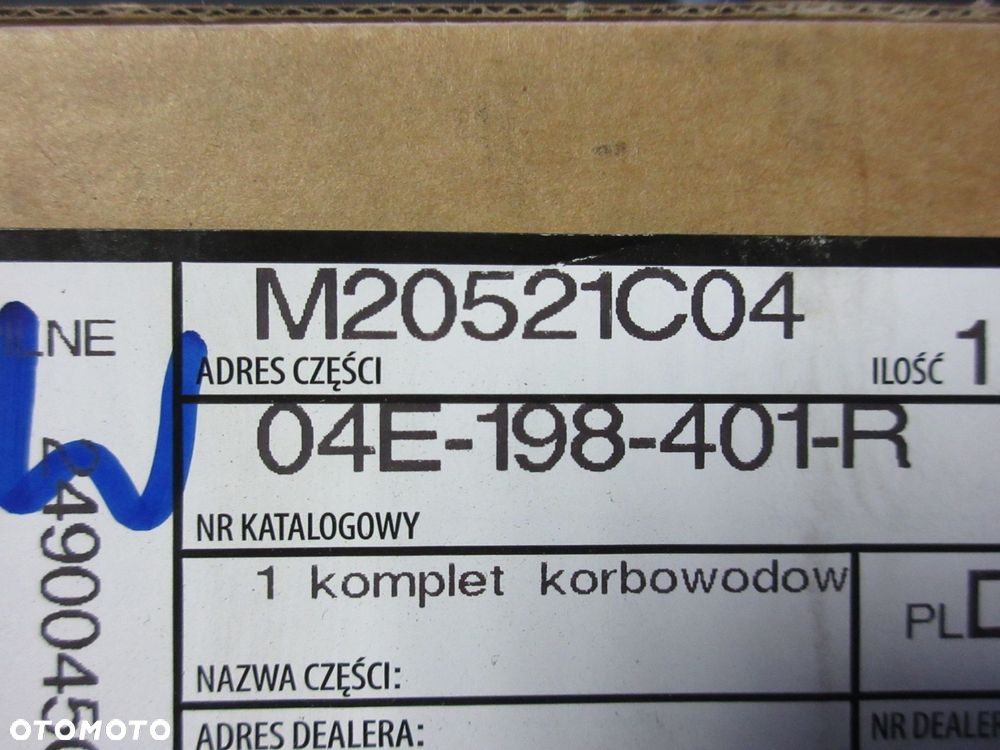 M20521C04
ADRES CZĘŚCI
ILOŚĆ 1
04E-198-401-R
NR KATALOGOWY
1 komplet korbowodow
PL
NAZWA CZĘŚCI:
ADRES DEALERA:
NR DEALER
LNE
OTOMOTO